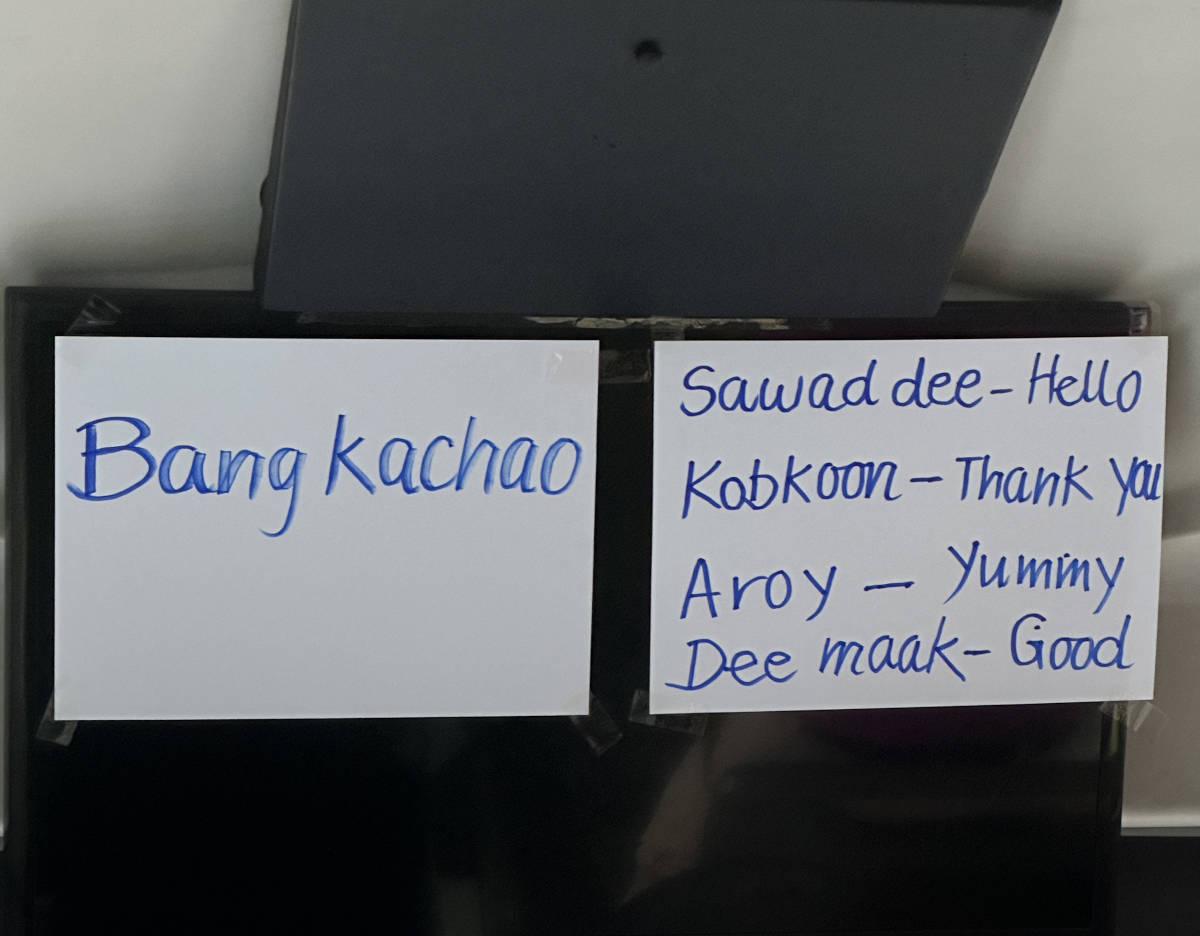 Bang kachao
Sawad dee - Hello
Kobkoon - Thank you
Aroy - Yummy
Dee maak - Good